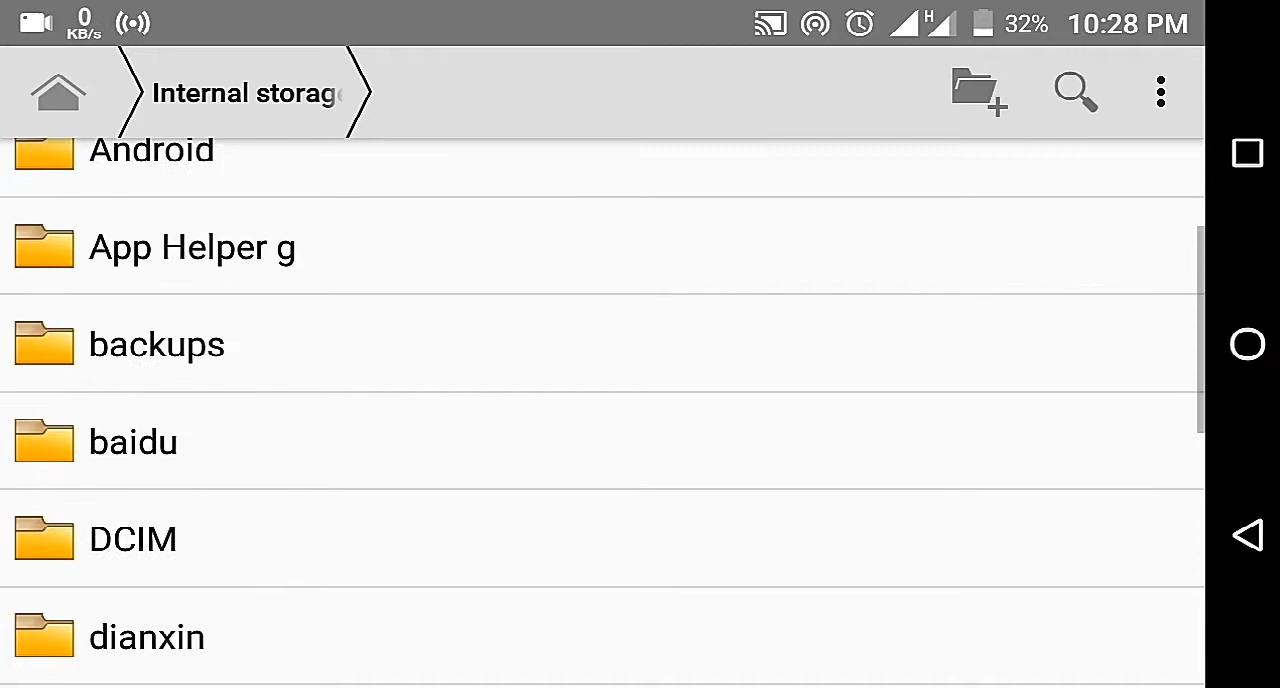 0
KB/s
H
32%
10:28 PM
Internal storag
Android
App Helper g
backups
baidu
DCIM
dianxin